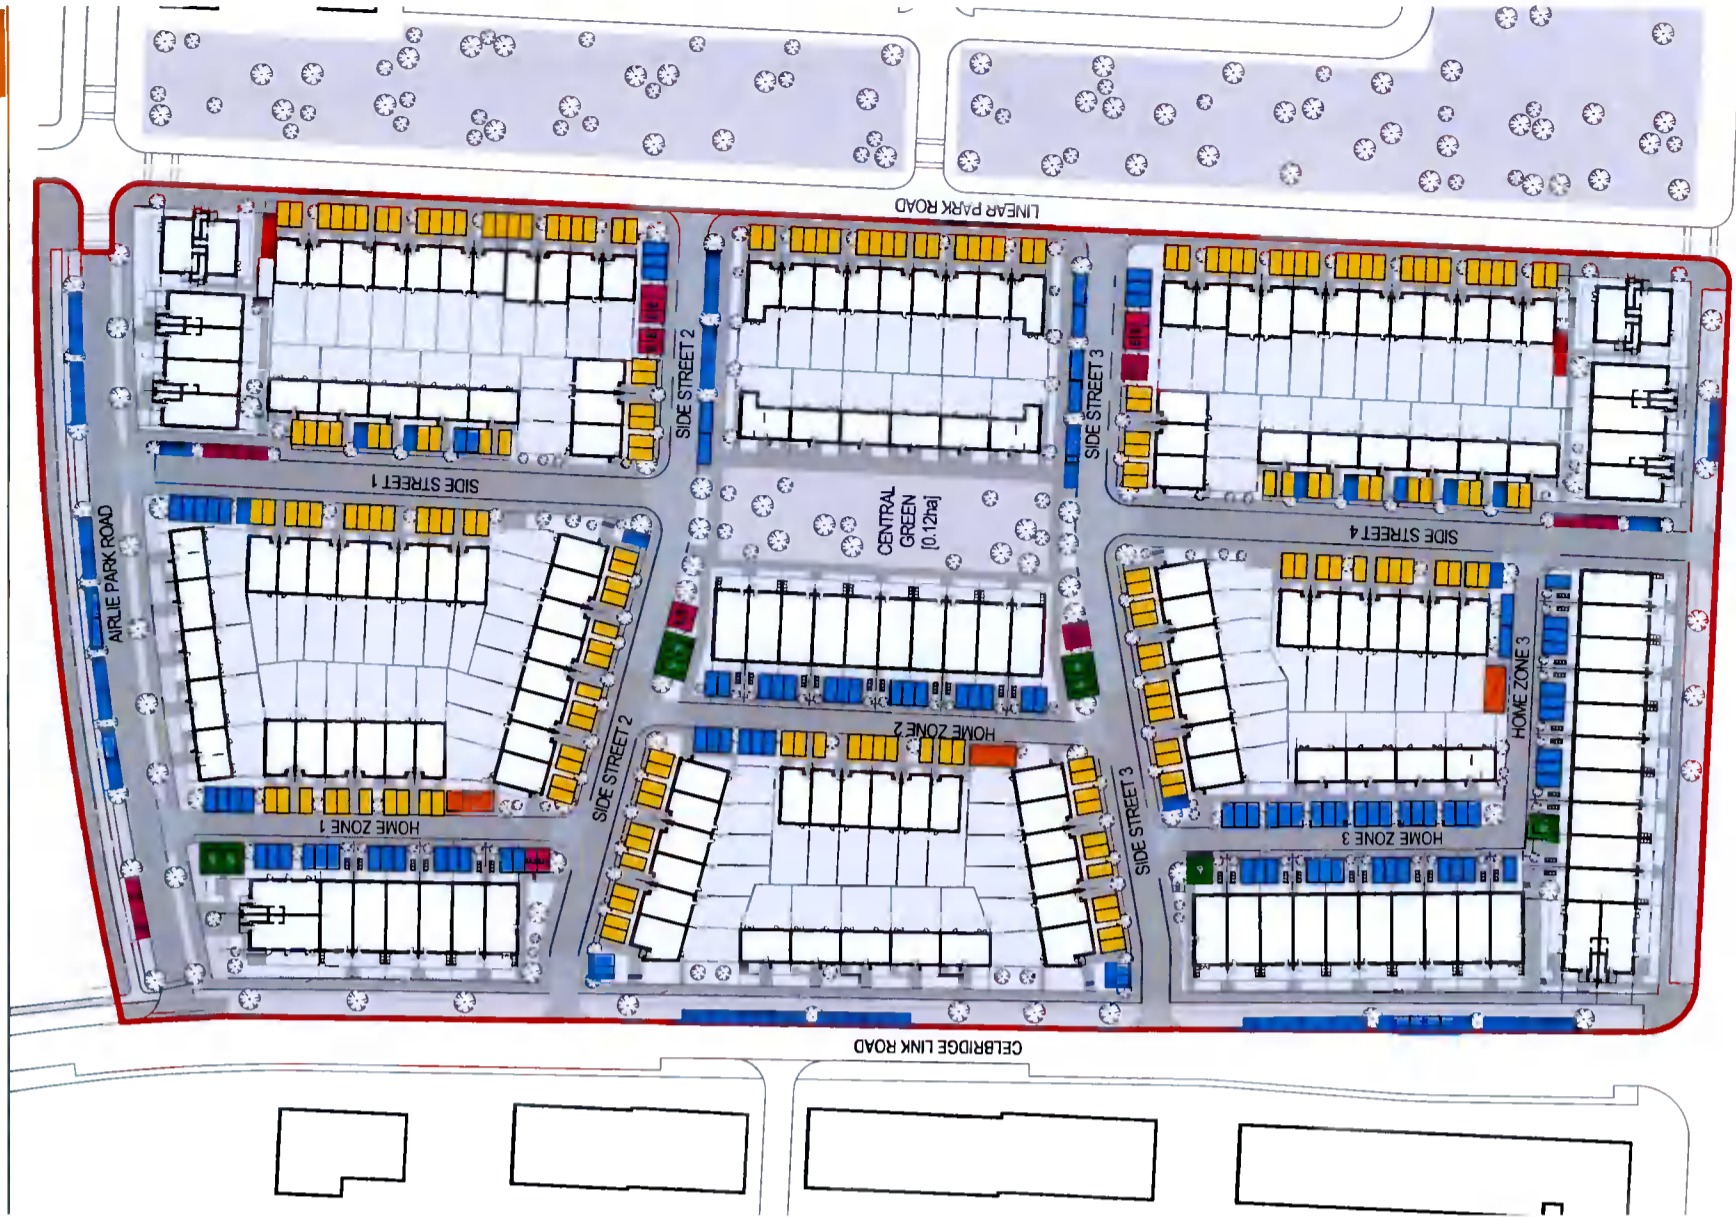 LINEAR PARK ROAD
SIDE STREET 2
SIDE STREET 3
SIDE STREET 1
CENTRAL
GREEN
[0.12ha]
SIDE STREET 4
AIRLIE PARK ROAD
HOME ZONE 3
HOME ZONE 2
SIDE STREET 2
SIDE STREET 3
HOME ZONE 1
HOME ZONE 3
CELBRIDGE LINK ROAD